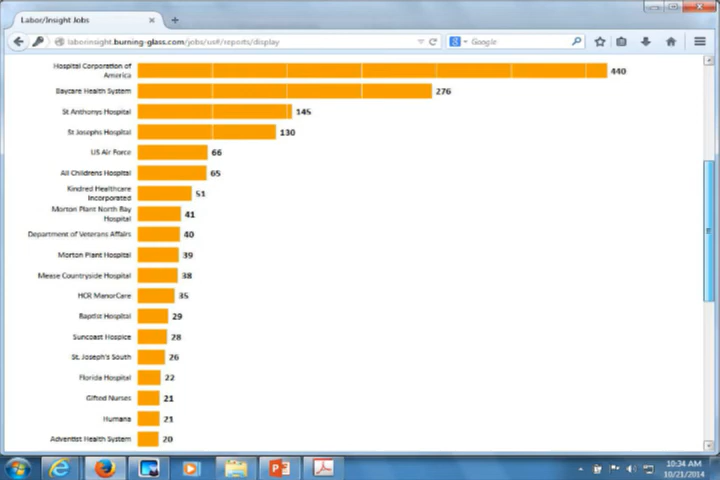 Labor/Insight Jobs
laborinsight.burning-glass.com/jobs/us#/reports/display
Google
Hospital Corporation of
America
440
Baycare Health System
276
St Anthonys Hospital
145
St Josephs Hospital
130
US Air Force
66
All Childrens Hospital
65
Kindred Healthcare
Incorporated
51
Morton Plant North Bay
Hospital
41
Department of Veterans Affairs
40
Morton Plant Hospital
39
Mease Countryside Hospital
38
HCR ManorCare
35
Baptist Hospital
29
Suncoast Hospice
28
St. Joseph's South
26
Florida Hospital
22
Gifted Nurses
21
Humana
21
Adventist Health System
20
10:34 AM
10/21/2014